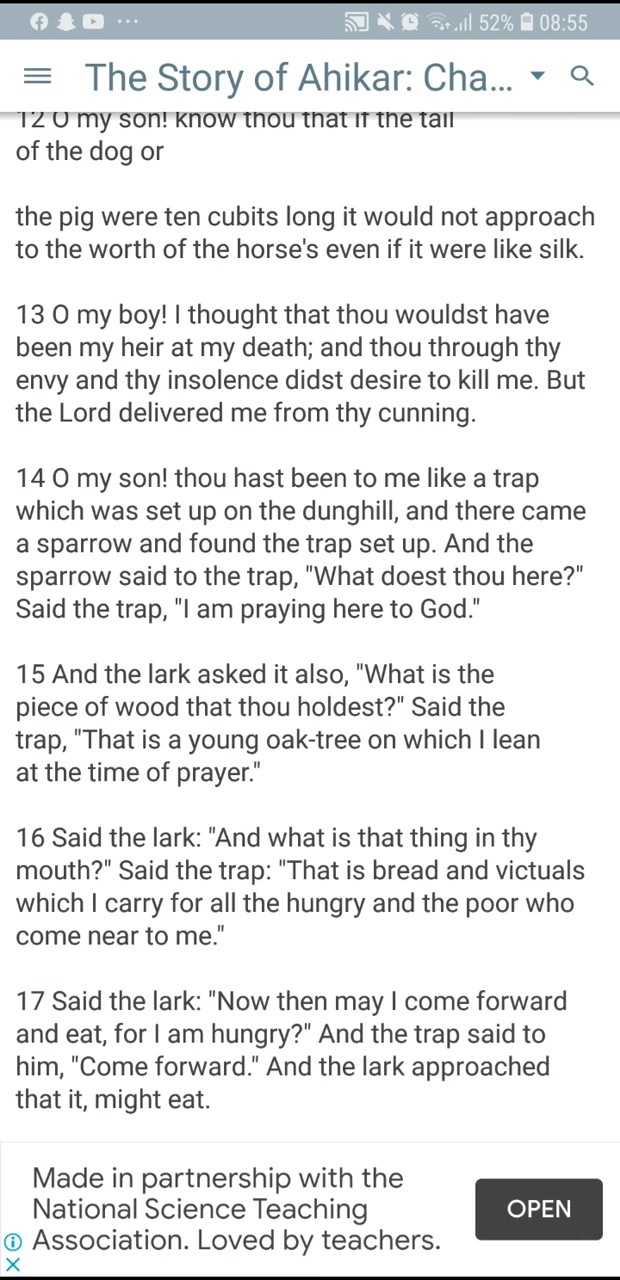 52% 08:55
The Story of Ahikar: Cha...
12 O my son! know thou that if the tail
of the dog or
the pig were ten cubits long it would not approach
to the worth of the horse's even if it were like silk.
13 O my boy! I thought that thou wouldst have
been my heir at my death; and thou through thy
envy and thy insolence didst desire to kill me. But
the Lord delivered me from thy cunning.
14 O my son! thou hast been to me like a trap
which was set up on the dunghill, and there came
a sparrow and found the trap set up. And the
sparrow said to the trap, "What doest thou here?"
Said the trap, "I am praying here to God."
15 And the lark asked it also, "What is the
piece of wood that thou holdest?" Said the
trap, "That is a young oak-tree on which I lean
at the time of prayer."
16 Said the lark: "And what is that thing in thy
mouth?" Said the trap: "That is bread and victuals
which I carry for all the hungry and the poor who
come near to me."
17 Said the lark: "Now then may I come forward
and eat, for I am hungry?" And the trap said to
him, "Come forward." And the lark approached
that it, might eat.
Made in partnership with the
National Science Teaching
Association. Loved by teachers.
OPEN